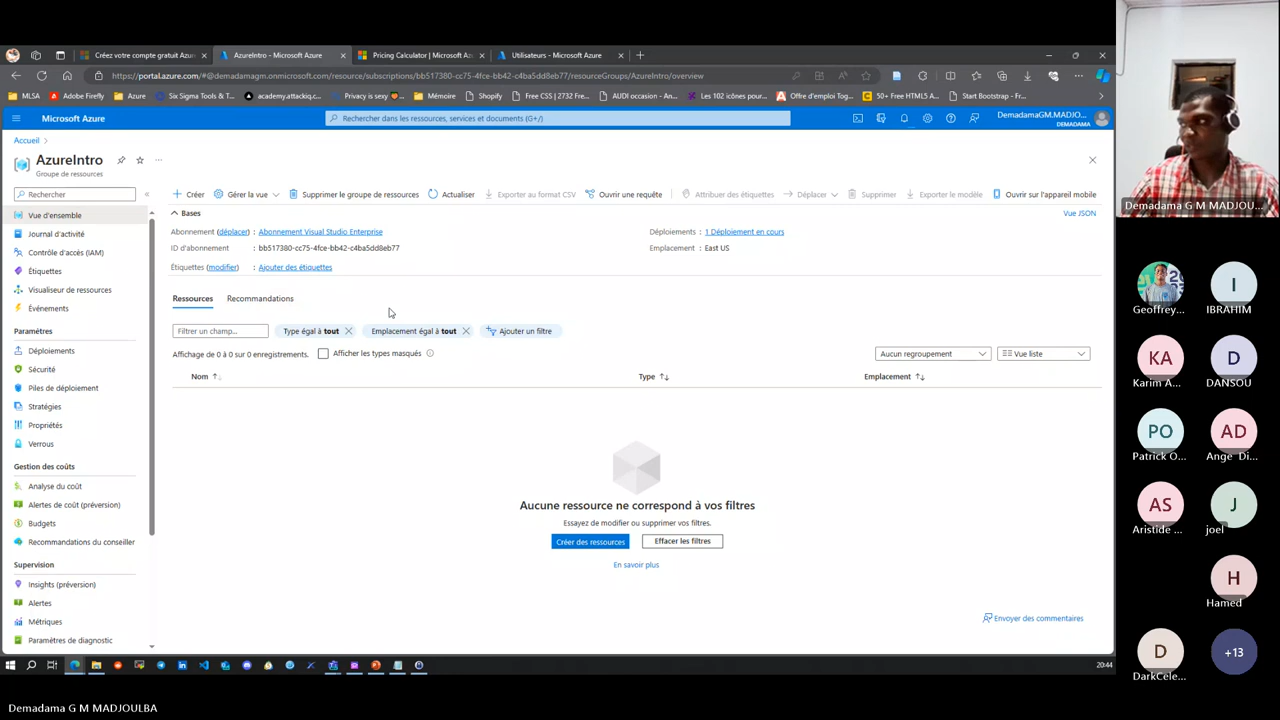 Créez votre compte gratuit Azur
AzureIntro - Microsoft Azure
Pricing Calculator | Microsoft Az
Utilisateurs - Microsoft Azure
https://portal.azure.com/#@demadamagm.onmicrosoft.com/resource/subscriptions/bb517380-cc75-4fce-bb42-c4ba5dd8eb77/resourceGroups/AzureIntro/overview
MLSA
Adobe Firefly
Azure
Six Sigma Tools & T...
academy.attackiq.c...
Privacy is sexy
Mémoire
Shopify
Free CSS | 2732 Fre...
AUDI occasion - An...
Les 102 icônes pour...
Offre d'emploi Tog...
50+ Free HTML5 A...
Start Bootstrap - Fr...
Microsoft Azure
Rechercher dans les ressources, services et documents (G+/)
DemadamaGM.MADJO...
DEMADAMA
Accueil
AzureIntro
Groupe de ressources
Rechercher
Créer
Gérer la vue
Supprimer le groupe de ressources
Actualiser
Exporter au format CSV
Ouvrir une requête
Attribuer des étiquettes
Déplacer
Supprimer
Exporter le modèle
Ouvrir sur l'appareil mobile
Vue d'ensemble
Journal d'activité
Contrôle d'accès (IAM)
Étiquettes
Visualiseur de ressources
Événements
Paramètres
Déploiements
Sécurité
Piles de déploiement
Stratégies
Propriétés
Verrous
Gestion des coûts
Analyse du coût
Alertes de coût (préversion)
Budgets
Recommandations du conseiller
Supervision
Insights (préversion)
Alertes
Métriques
Paramètres de diagnostic
Bases
Vue JSON
Abonnement (déplacer) : Abonnement Visual Studio Enterprise
Déploiements : 1 Déploiement en cours
ID d'abonnement : bb517380-cc75-4fce-bb42-c4ba5dd8eb77
Emplacement : East US
Étiquettes (modifier) : Ajouter des étiquettes
Ressources
Recommandations
Filtrer un champ...
Type égal à tout
Emplacement égal à tout
Ajouter un filtre
Affichage de 0 à 0 sur 0 enregistrements.
Afficher les types masqués
Aucun regroupement
Vue liste
Nom
Type
Emplacement
Aucune ressource ne correspond à vos filtres
Essayez de modifier ou supprimer vos filtres.
Créer des ressources
Effacer les filtres
En savoir plus
Envoyer des commentaires
20:44
Demadama G M MADJOU...
Geoffrey...
I
IBRAHIM
KA
Karim A...
D
DANSOU
PO
Patrick O...
AD
Ange Di...
AS
Aristide ...
J
joel
H
Hamed
D
DarkCele...
+13
Demadama G M MADJOULBA